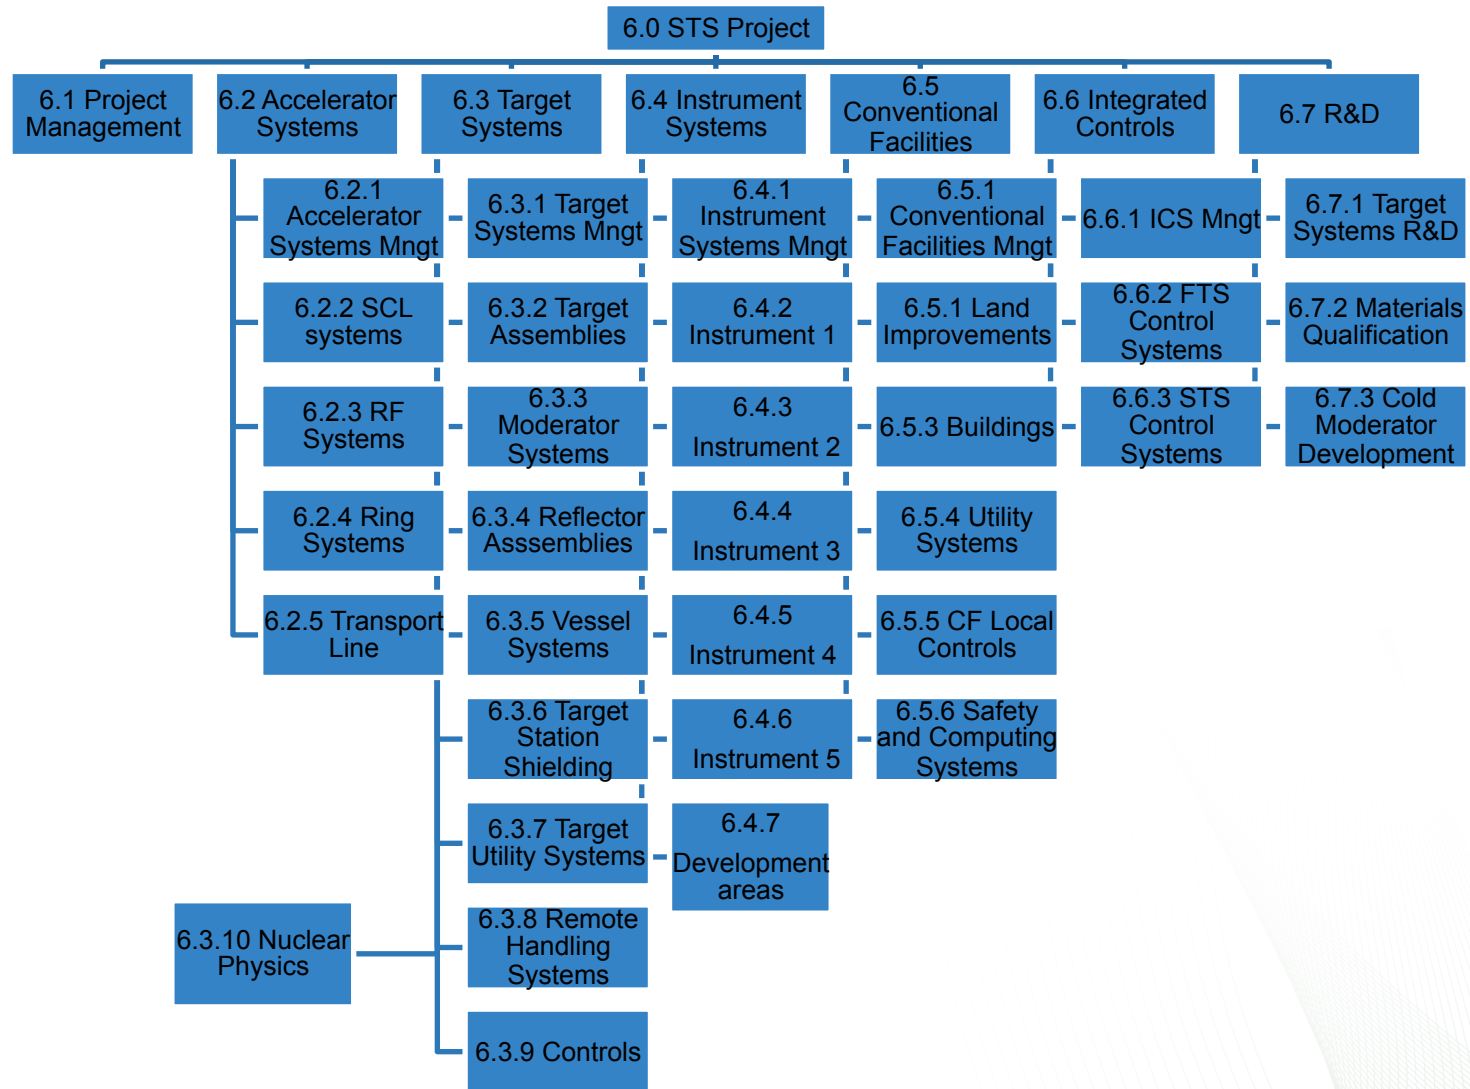 6.0 STS Project
6.1 Project
Management
6.2 Accelerator
Systems
6.3 Target
Systems
6.4 Instrument
Systems
6.5
Conventional
Facilities
6.6 Integrated
Controls
6.7 R&D
6.2.1
Accelerator
Systems Mngt
6.2.2 SCL
systems
6.2.3 RF
Systems
6.2.4 Ring
Systems
6.2.5 Transport
Line
6.3.1 Target
Systems Mngt
6.3.2 Target
Assemblies
6.3.3
Moderator
Systems
6.3.4 Reflector
Asssemblies
6.3.5 Vessel
Systems
6.3.6 Target
Station
Shielding
6.3.7 Target
Utility Systems
6.3.8 Remote
Handling
Systems
6.3.9 Controls
6.3.10 Nuclear
Physics
6.4.1
Instrument
Systems Mngt
6.4.2
Instrument 1
6.4.3
Instrument 2
6.4.4
Instrument 3
6.4.5
Instrument 4
6.4.6
Instrument 5
6.4.7
Development
areas
6.5.1
Conventional
Facilities Mngt
6.5.1 Land
Improvements
6.5.3 Buildings
6.5.4 Utility
Systems
6.5.5 CF Local
Controls
6.5.6 Safety
and Computing
Systems
6.6.1 ICS Mngt
6.6.2 FTS
Control
Systems
6.6.3 STS
Control
Systems
6.7.1 Target
Systems R&D
6.7.2 Materials
Qualification
6.7.3 Cold
Moderator
Development